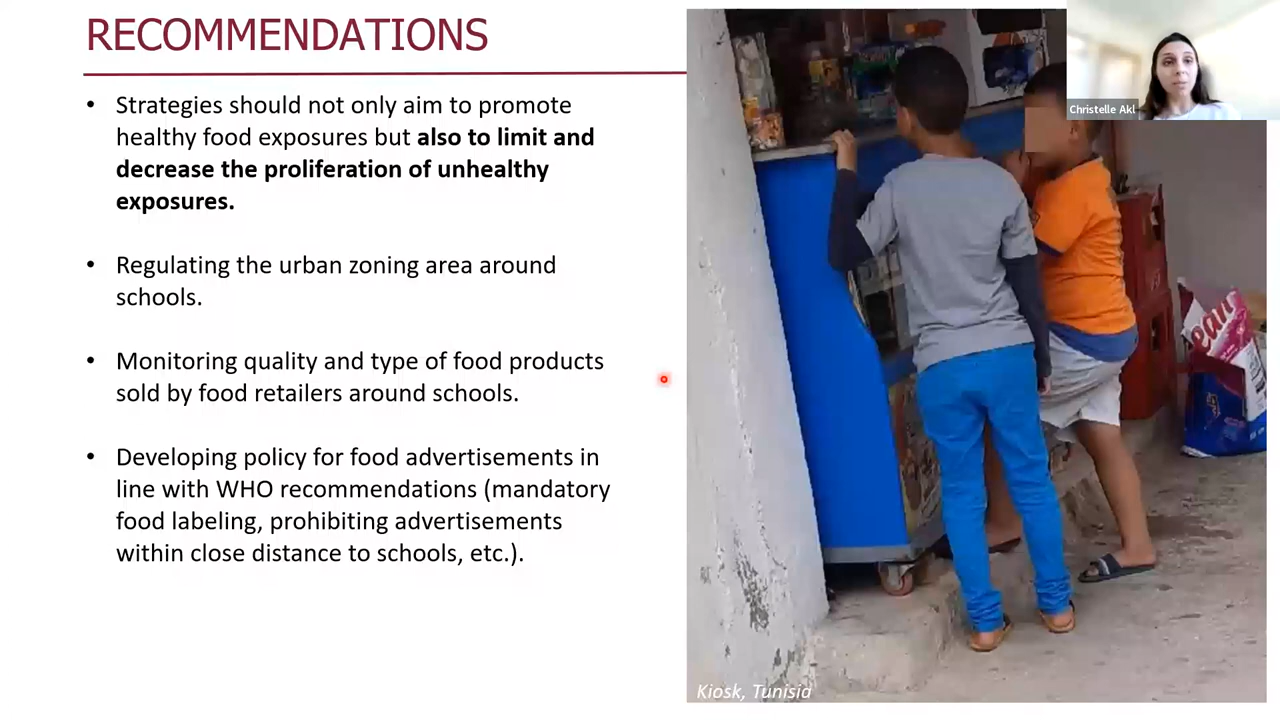 RECOMMENDATIONS
• Strategies should not only aim to promote
healthy food exposures but also to limit and
decrease the proliferation of unhealthy
exposures.
• Regulating the urban zoning area around
schools.
• Monitoring quality and type of food products
sold by food retailers around schools.
• Developing policy for food advertisements in
line with WHO recommendations (mandatory
food labeling, prohibiting advertisements
within close distance to schools, etc.).
Christelle Akl
ean
Kiosk, Tunisia